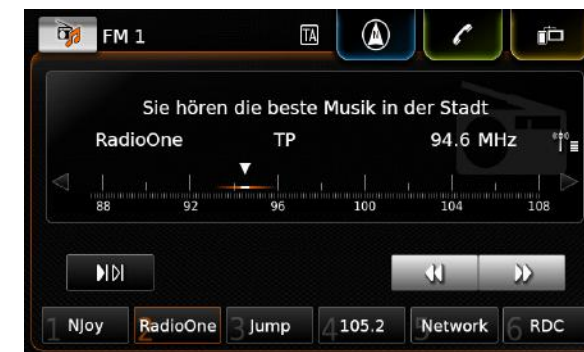 FM 1
TA
Sie hören die beste Musik in der Stadt
RadioOne TP 94.6 MHz
88 92 96 100 104 108
1 NJoy 2 RadioOne 3 Jump 4 105.2 5 Network 6 RDC